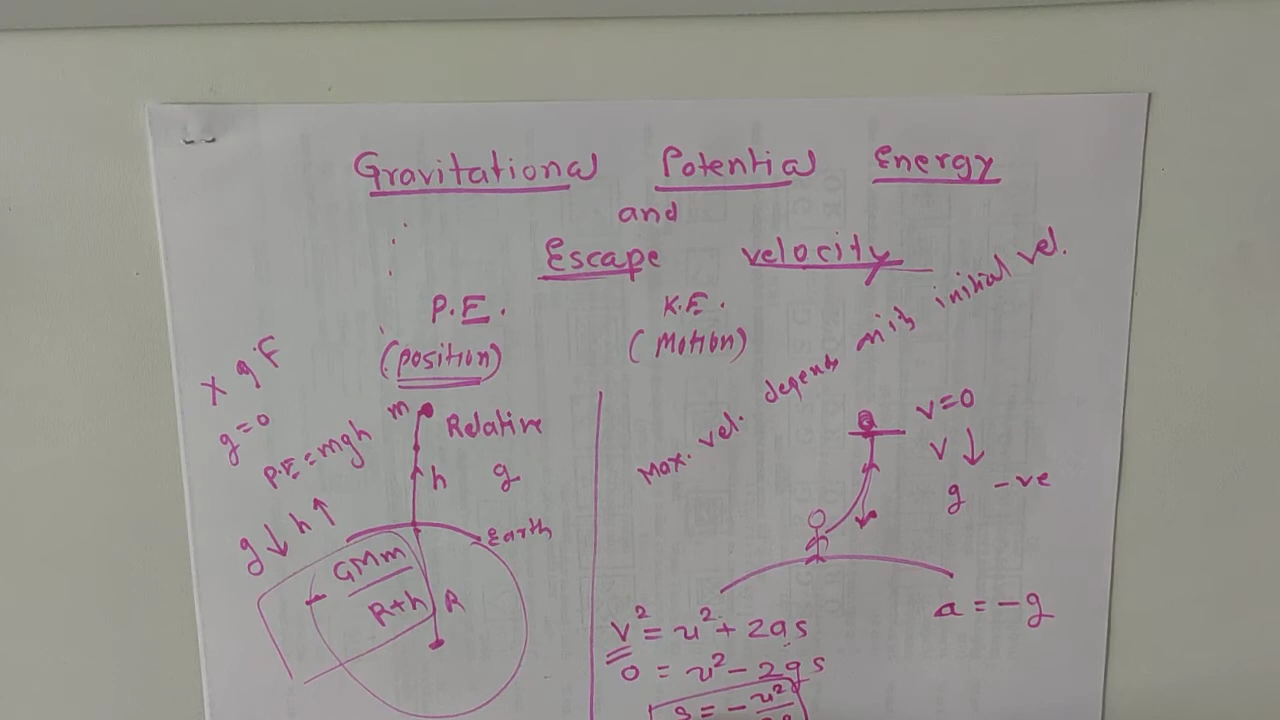 Gravitational Potential Energy
and
Escape velocity
P.E. K.E.
(position) (Motion)
x g.F
g=0
P.E=mgh
g↓ h↑
m
Relative
h g
Earth
- GMm
R+h
R
Max. vel. depends initial vel.
v=0
v↓
g -ve
a = -g
v² = u² + 2as
0 = u² - 2gs
s = - u²